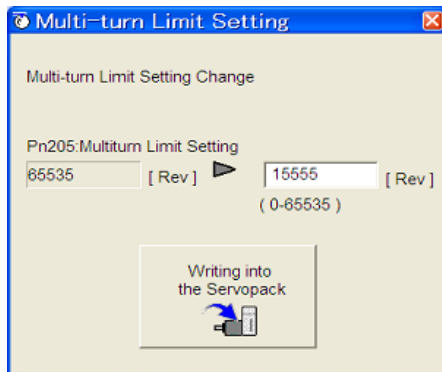 Multi-turn Limit Setting
Multi-turn Limit Setting Change
Pn205:Multiturn Limit Setting
65535 [ Rev ] 15555 [ Rev ]
( 0-65535 )
Writing into
the Servopack